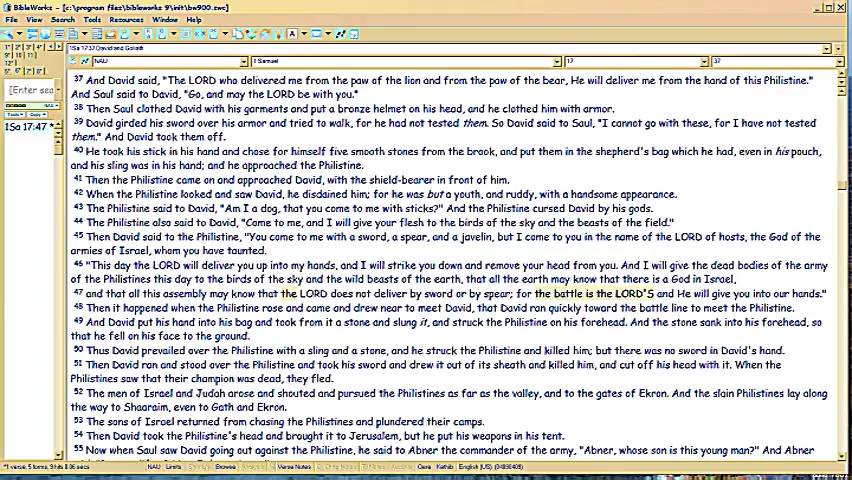 BibleWorks - [c:\program files\bibleworks 9\init\bw900.swc]
File View Search Tools Resources Window Help
1Sa 17:37 David and Goliath
NAU 1 Samuel 17 37
[Enter sea
1Sa 17:47 *
37 And David said, "The LORD who delivered me from the paw of the lion and from the paw of the bear, He will deliver me from the hand of this Philistine."
And Saul said to David, "Go, and may the LORD be with you."
38 Then Saul clothed David with his garments and put a bronze helmet on his head, and he clothed him with armor.
39 David girded his sword over his armor and tried to walk, for he had not tested them. So David said to Saul, "I cannot go with these, for I have not tested
them." And David took them off.
40 He took his stick in his hand and chose for himself five smooth stones from the brook, and put them in the shepherd's bag which he had, even in his pouch,
and his sling was in his hand; and he approached the Philistine.
41 Then the Philistine came on and approached David, with the shield-bearer in front of him.
42 When the Philistine looked and saw David, he disdained him; for he was but a youth, and ruddy, with a handsome appearance.
43 The Philistine said to David, "Am I a dog, that you come to me with sticks?" And the Philistine cursed David by his gods.
44 The Philistine also said to David, "Come to me, and I will give your flesh to the birds of the sky and the beasts of the field."
45 Then David said to the Philistine, "You come to me with a sword, a spear, and a javelin, but I come to you in the name of the LORD of hosts, the God of the
armies of Israel, whom you have taunted.
46 "This day the LORD will deliver you up into my hands, and I will strike you down and remove your head from you. And I will give the dead bodies of the army
of the Philistines this day to the birds of the sky and the wild beasts of the earth, that all the earth may know that there is a God in Israel,
47 and that all this assembly may know that the LORD does not deliver by sword or by spear; for the battle is the LORD'S and He will give you into our hands."
48 Then it happened when the Philistine rose and came and drew near to meet David, that David ran quickly toward the battle line to meet the Philistine.
49 And David put his hand into his bag and took from it a stone and slung it, and struck the Philistine on his forehead. And the stone sank into his forehead, so
that he fell on his face to the ground.
50 Thus David prevailed over the Philistine with a sling and a stone, and he struck the Philistine and killed him; but there was no sword in David's hand.
51 Then David ran and stood over the Philistine and took his sword and drew it out of its sheath and killed him, and cut off his head with it. When the
Philistines saw that their champion was dead, they fled.
52 The men of Israel and Judah arose and shouted and pursued the Philistines as far as the valley, and to the gates of Ekron. And the slain Philistines lay along
the way to Shaaraim, even to Gath and Ekron.
53 The sons of Israel returned from chasing the Philistines and plundered their camps.
54 Then David took the Philistine's head and brought it to Jerusalem, but he put his weapons in his tent.
55 Now when Saul saw David going out against the Philistine, he said to Abner the commander of the army, "Abner, whose son is this young man?" And Abner
NAU Limits Browse Verse Notes Qere Kethib English (US) (04090409)